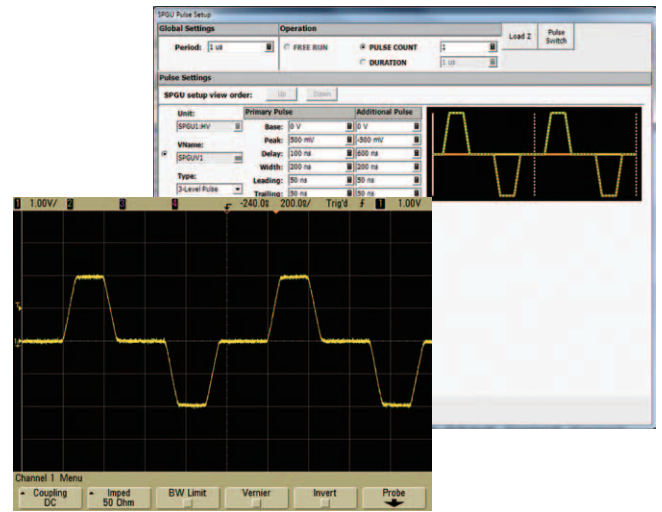 SPGU Pulse Setup
Global Settings Operation
Period: 1 us FREE RUN PULSE COUNT 1 Load Z Pulse Switch
DURATION 1 us
Pulse Settings
SPGU setup view order: Up Down
Unit: Primary Pulse Additional Pulse
SPGU1:HV Base: 0 V 0 V
VName: Peak: 500 mV -500 mV
SPGUV1 Delay: 100 ns 600 ns
Width: 200 ns 200 ns
Type: Leading: 50 ns 50 ns
3-Level Pulse Trailing: 50 ns 50 ns
1 1.00V/ 2 3 4 -240.0s 200.0s/ Trig'd 1 1.00V
Channel 1 Menu
Coupling Imped BW Limit Vernier Invert Probe
DC 50 Ohm